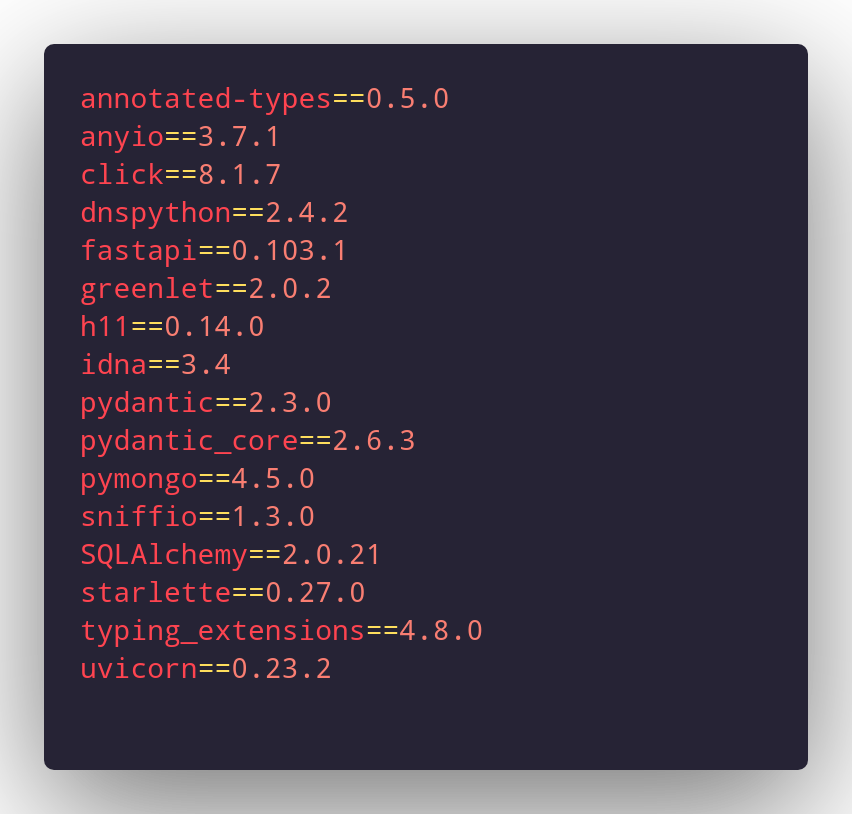 annotated-types==0.5.0
anyio==3.7.1
click==8.1.7
dnspython==2.4.2
fastapi==0.103.1
greenlet==2.0.2
h11==0.14.0
idna==3.4
pydantic==2.3.0
pydantic_core==2.6.3
pymongo==4.5.0
sniffio==1.3.0
SQLAlchemy==2.0.21
starlette==0.27.0
typing_extensions==4.8.0
uvicorn==0.23.2